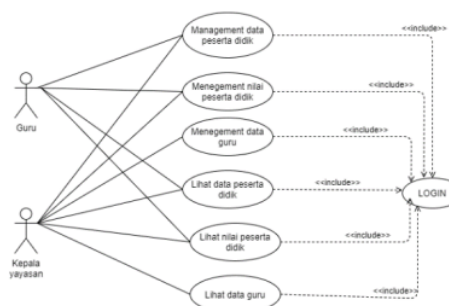 Management data
peserta didik
<<include>>
Menegement nilai
peserta didik
<<include>>
Guru
Menegement data
guru
<<include>>
Lihat data peserta
didik
<<include>>
LOGIN
Lihat nilai peserta
didik
<<include>>
Kepala
yayasan
Lihat data guru
<<include>>